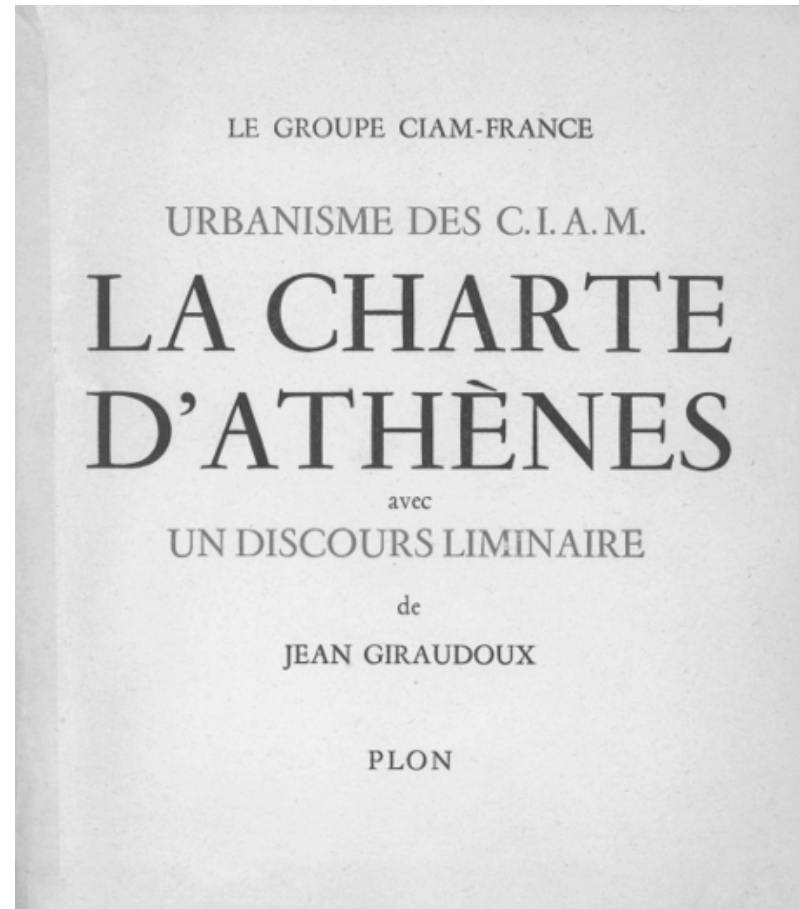 LE GROUPE CIAM-FRANCE
URBANISME DES C.I.A.M.
LA CHARTE
D'ATHÈNES
avec
UN DISCOURS LIMINAIRE
de
JEAN GIRAUDOUX
PLON